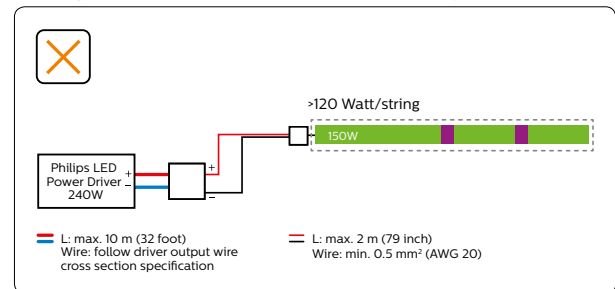 >120 Watt/string
150W
Philips LED
Power Driver
240W
+
−
+
−
L: max. 10 m (32 foot)
Wire: follow driver output wire
cross section specification
L: max. 2 m (79 inch)
Wire: min. 0.5 mm² (AWG 20)